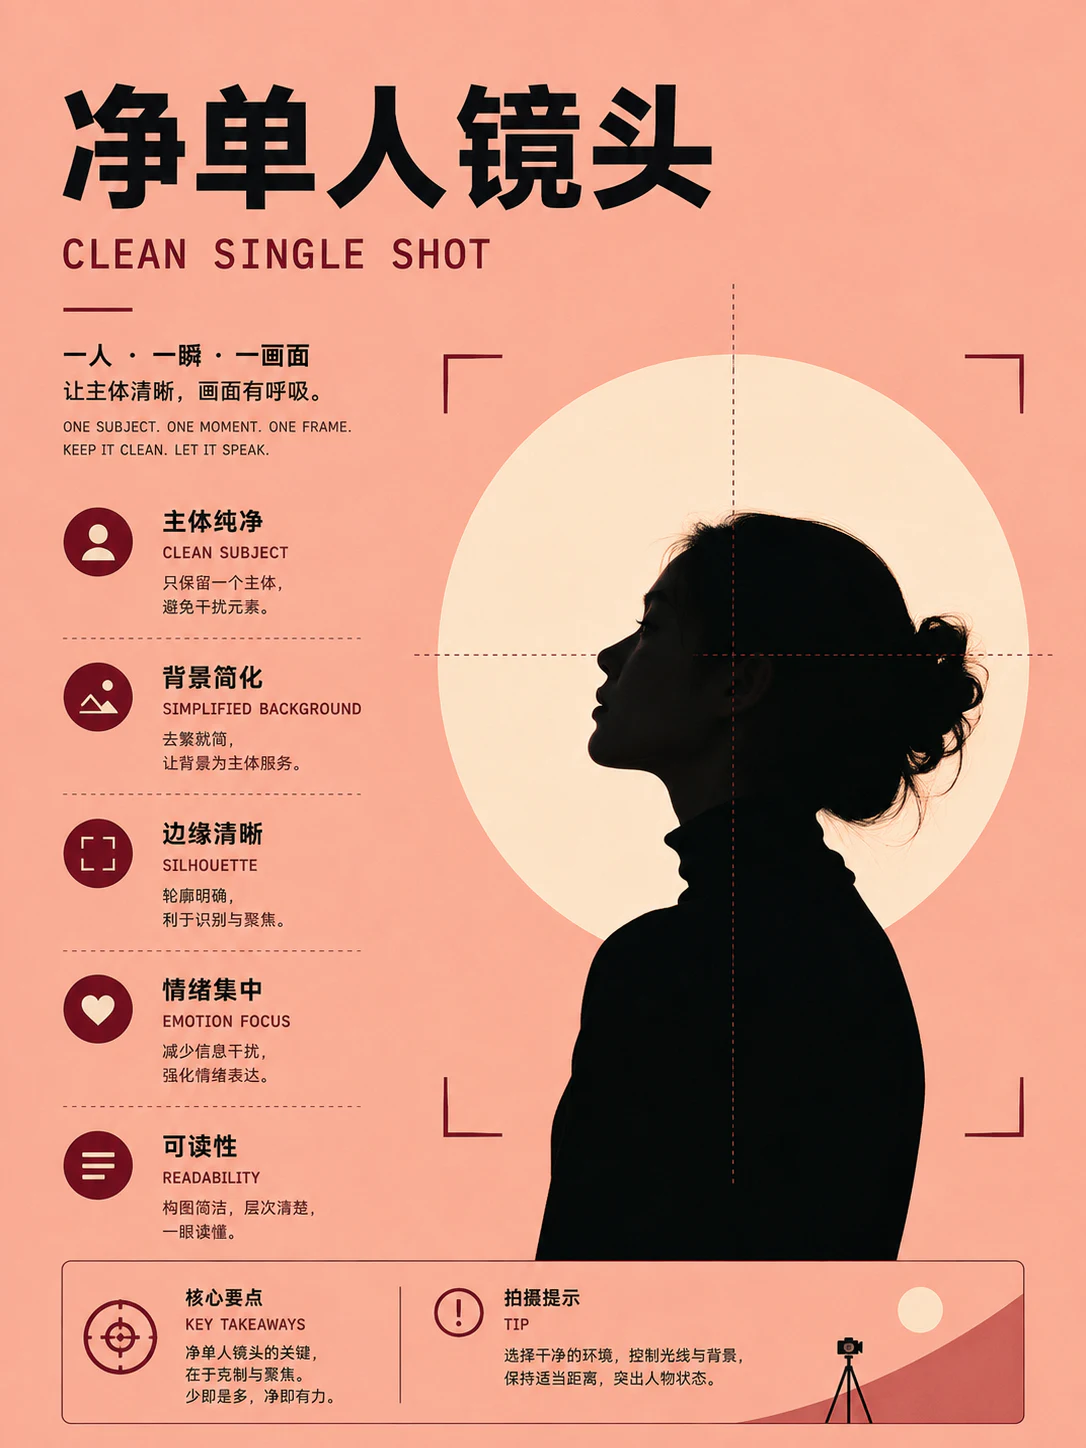 净单人镜头
CLEAN SINGLE SHOT
一人 · 一瞬 · 一画面
让主体清晰，画面有呼吸。
ONE SUBJECT. ONE MOMENT. ONE FRAME.
KEEP IT CLEAN. LET IT SPEAK.
主体纯净
CLEAN SUBJECT
只保留一个主体，
避免干扰元素。
背景简化
SIMPLIFIED BACKGROUND
去繁就简，
让背景为主体服务。
边缘清晰
SILHOUETTE
轮廓明确，
利于识别与聚焦。
情绪集中
EMOTION FOCUS
减少信息干扰，
强化情绪表达。
可读性
READABILITY
构图简洁，层次清楚，
一眼读懂。
核心要点
KEY TAKEAWAYS
净单人镜头的关键，
在于克制与聚焦。
少即是多，净即有力。
拍摄提示
TIP
选择干净的环境，控制光线与背景，
保持适当距离，突出人物状态。